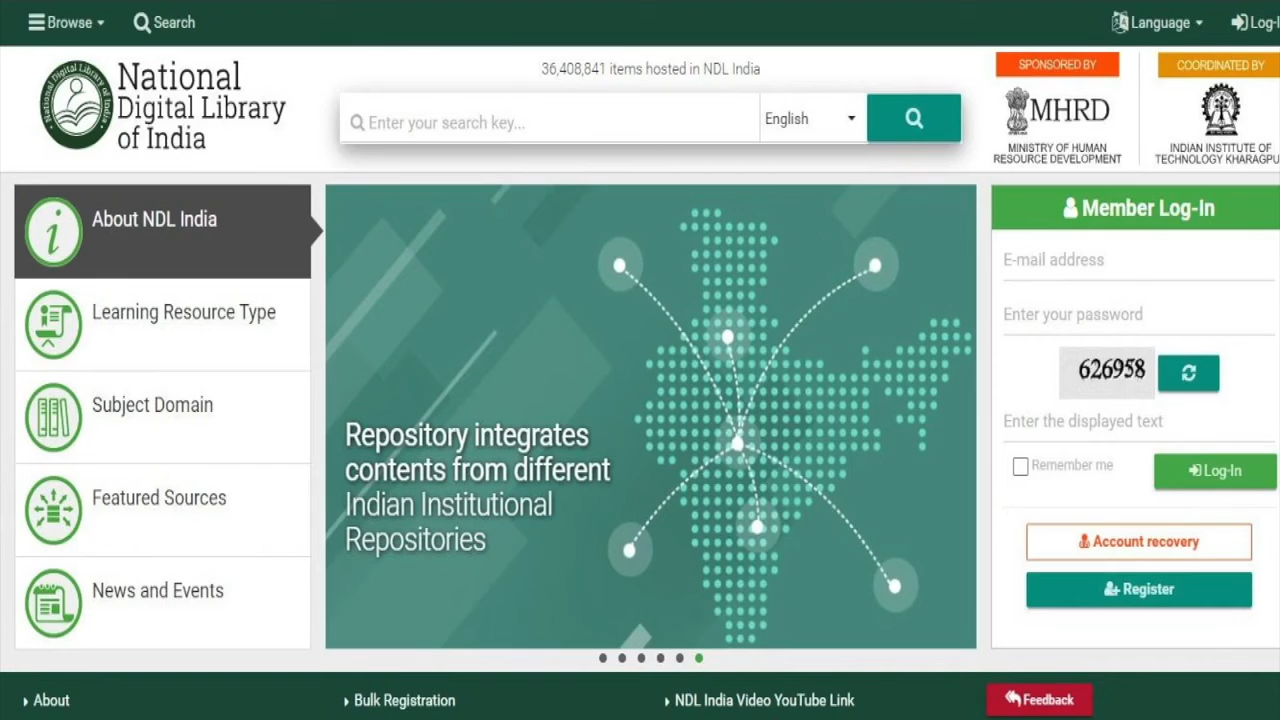 Browse
Search
Language
Log-I
National
Digital Library
of India
36,408,841 items hosted in NDL India
Enter your search key...
English
SPONSORED BY
MHRD
MINISTRY OF HUMAN
RESOURCE DEVELOPMENT
COORDINATED BY
INDIAN INSTITUTE OF
TECHNOLOGY KHARAGPU
About NDL India
Learning Resource Type
Subject Domain
Featured Sources
News and Events
Repository integrates
contents from different
Indian Institutional
Repositories
Member Log-In
E-mail address
Enter your password
626958
Enter the displayed text
Remember me
Log-In
Account recovery
Register
About
Bulk Registration
NDL India Video YouTube Link
Feedback